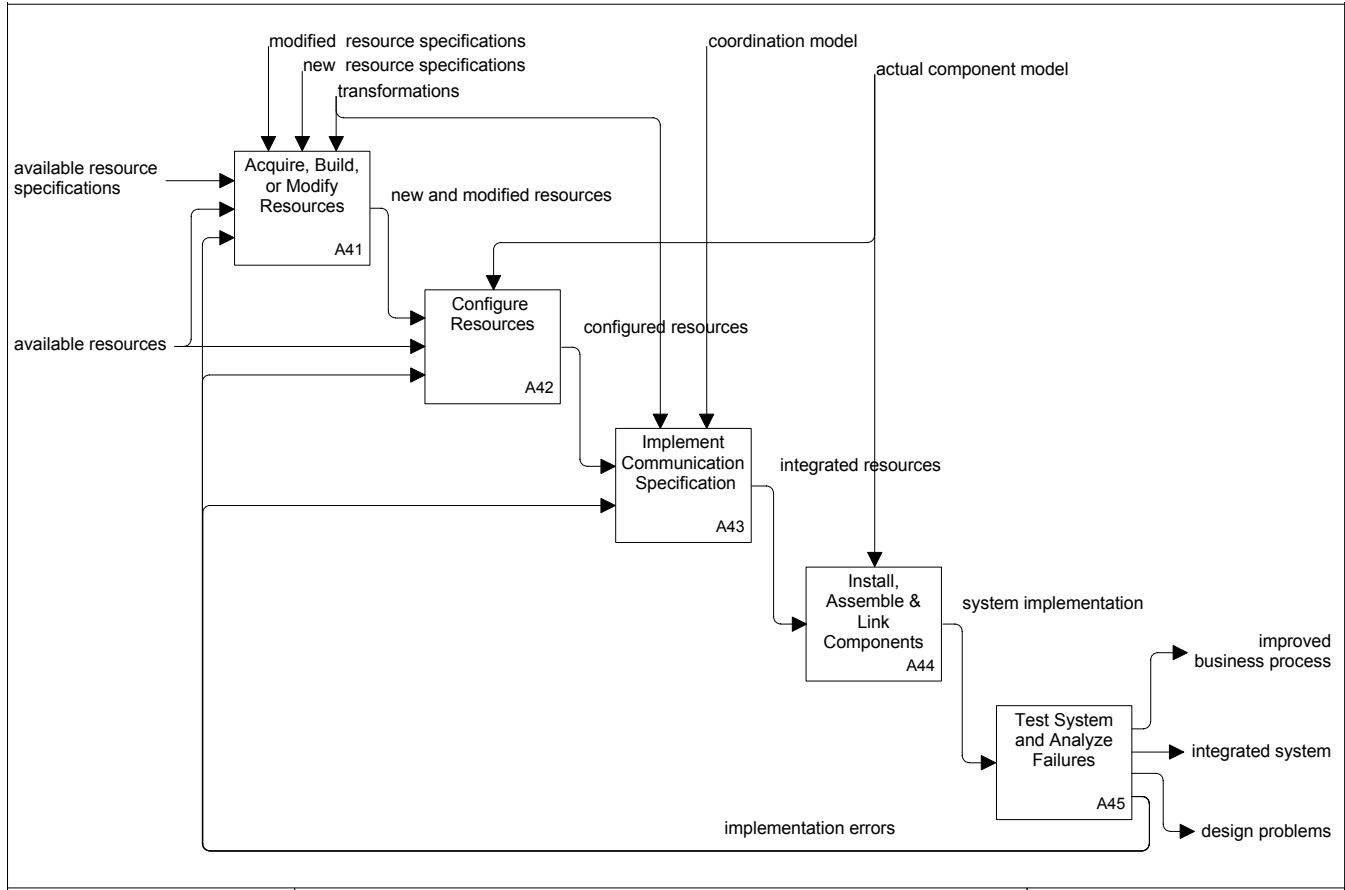 modified resource specifications
coordination model
new resource specifications
actual component model
transformations
available resource
specifications
Acquire, Build,
or Modify
Resources
A41
new and modified resources
available resources
Configure
Resources
A42
configured resources
Implement
Communication
Specification
A43
integrated resources
Install,
Assemble &
Link
Components
A44
system implementation
improved
business process
Test System
and Analyze
Failures
A45
integrated system
implementation errors
design problems